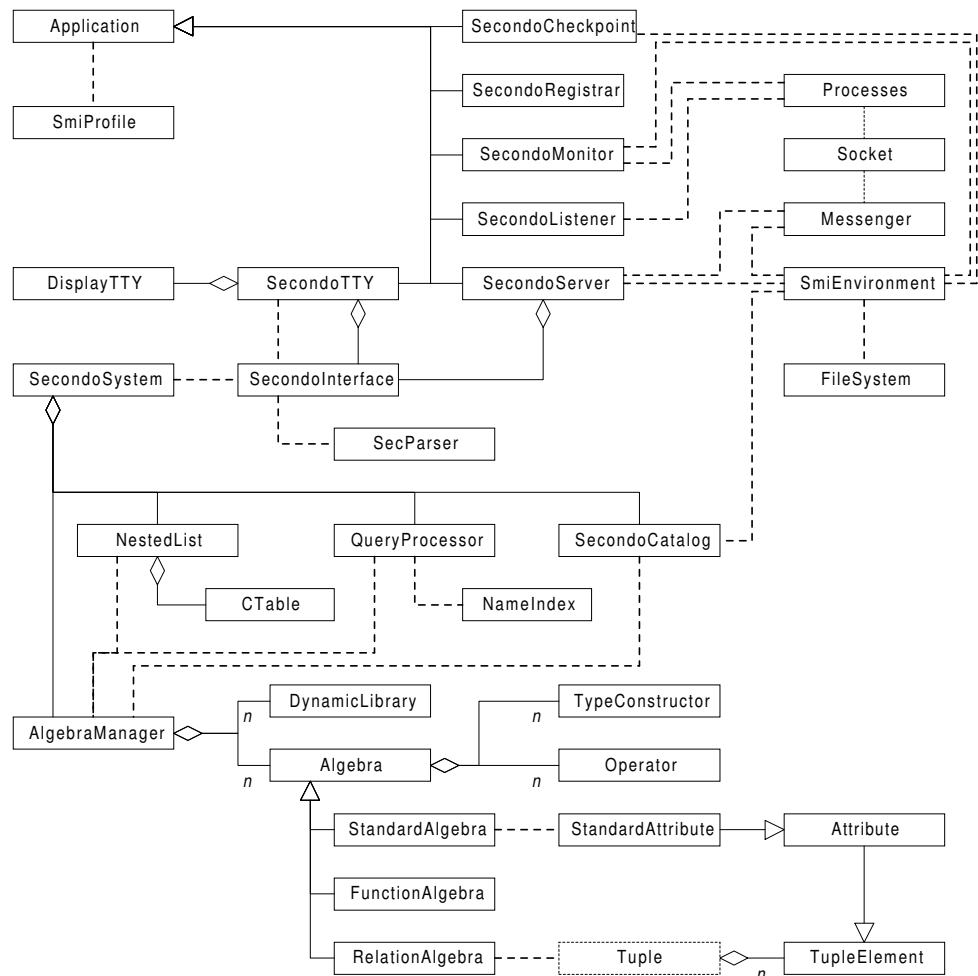 Application
SecondoCheckpoint
SecondoRegistrar
Processes
SmiProfile
SecondoMonitor
Socket
SecondoListener
Messenger
DisplayTTY
SecondoTTY
SecondoServer
SmiEnvironment
SecondoSystem
SecondoInterface
FileSystem
SecParser
NestedList
QueryProcessor
SecondoCatalog
CTable
NameIndex
DynamicLibrary
TypeConstructor
n
n
AlgebraManager
Algebra
Operator
n
n
StandardAlgebra
StandardAttribute
Attribute
FunctionAlgebra
RelationAlgebra
Tuple
TupleElement
n